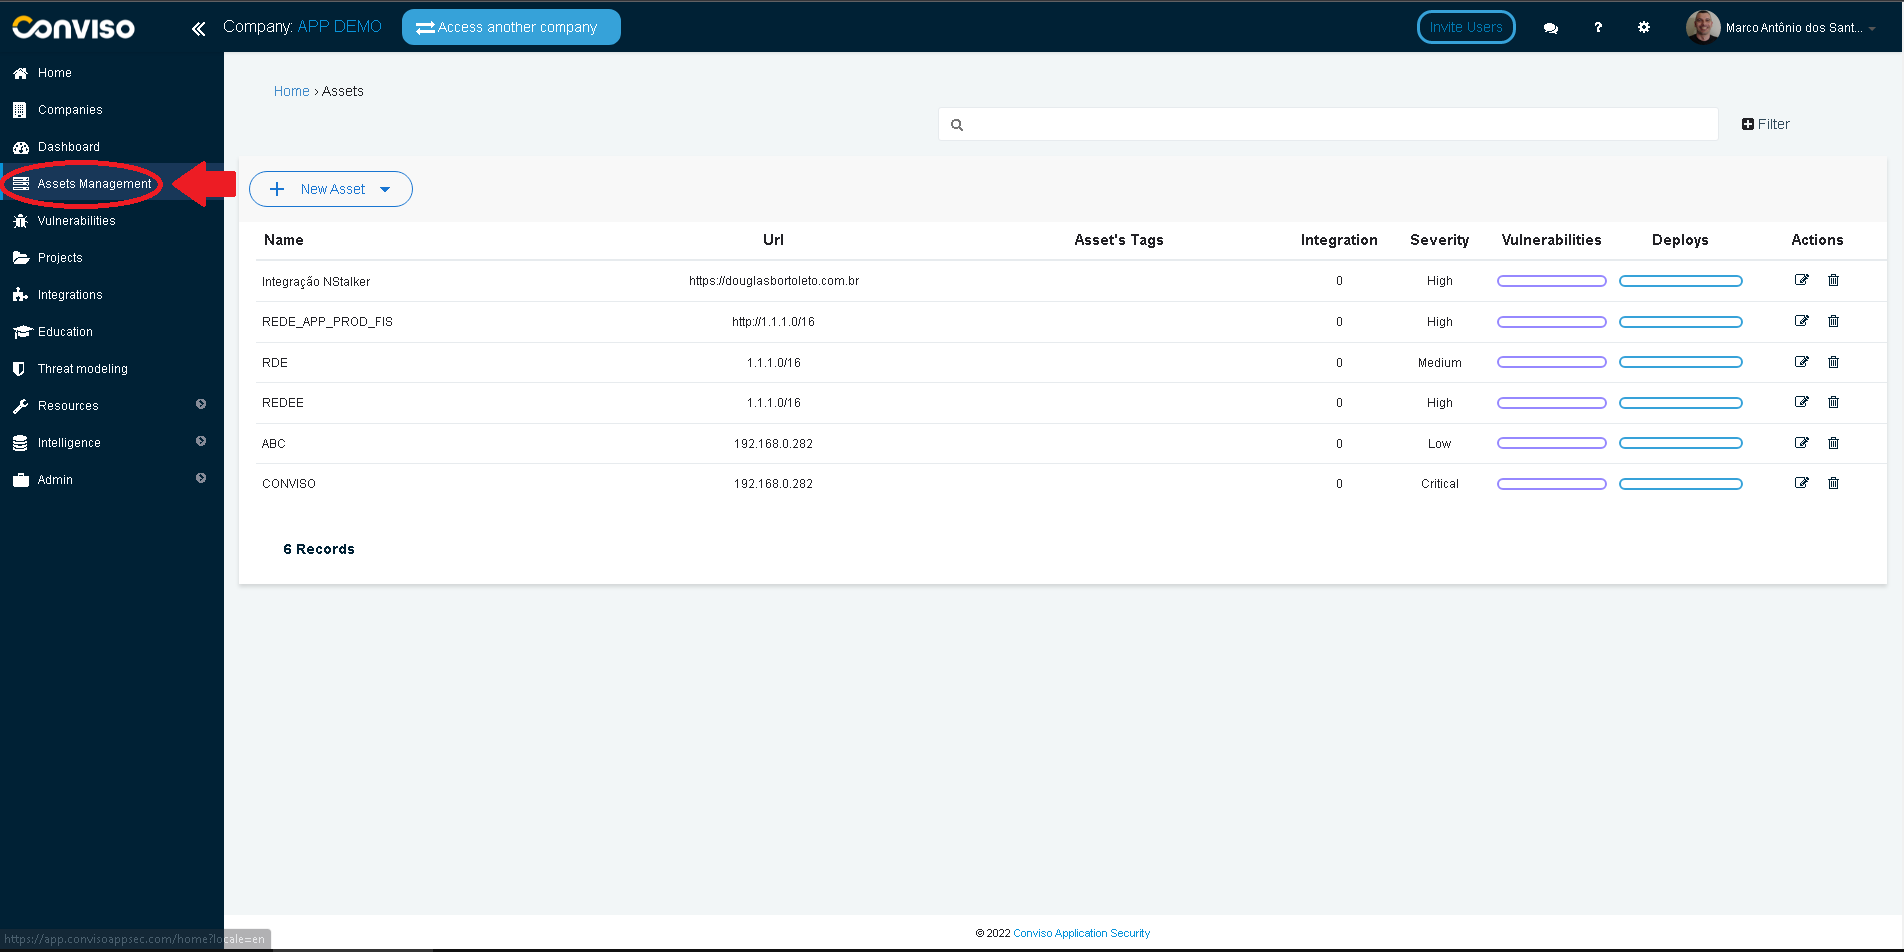 Conviso
Company: APP DEMO
Access another company
Invite Users
?
Marco Antônio dos Sant...
Home
Companies
Dashboard
Assets Management
Vulnerabilities
Projects
Integrations
Education
Threat modeling
Resources
Intelligence
Admin
Home › Assets
Filter
New Asset
Name Url Asset's Tags Integration Severity Vulnerabilities Deploys Actions
Integração NStalker https://douglasbortoleto.com.br 0 High
REDE_APP_PROD_FIS http://1.1.1.0/16 0 High
RDE 1.1.1.0/16 0 Medium
REDEE 1.1.1.0/16 0 High
ABC 192.168.0.282 0 Low
CONVISO 192.168.0.282 0 Critical
6 Records
© 2022 Conviso Application Security
https://app.convisoappsec.com/home?locale=en